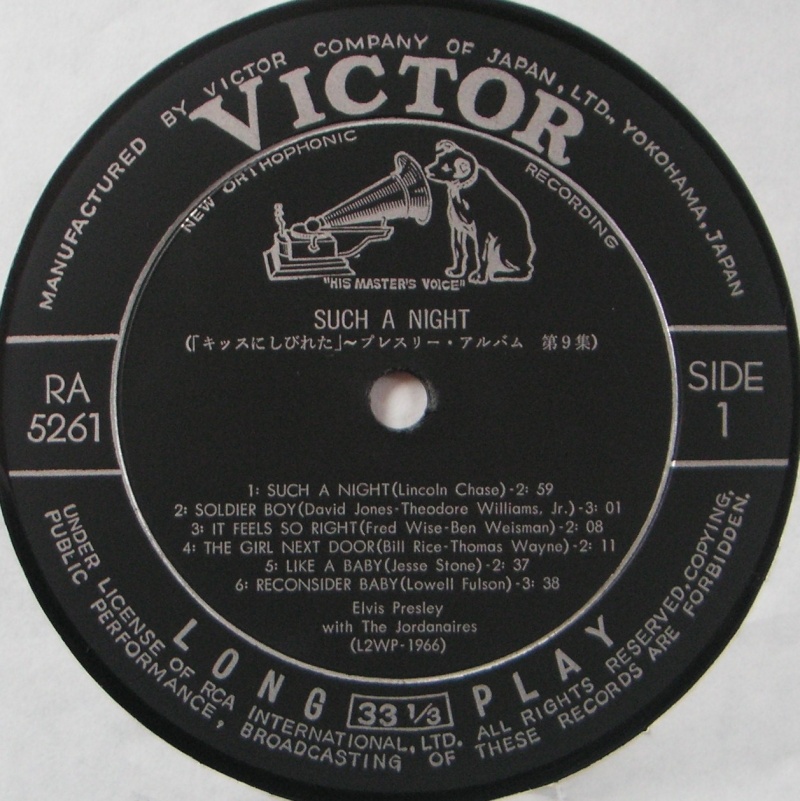 MANUFACTURED BY VICTOR COMPANY OF JAPAN, LTD., YOKOHAMA, JAPAN
VICTOR
NEW ORTHOPHONIC RECORDING
"HIS MASTER'S VOICE"
SUCH A NIGHT
(「キッスにしびれた」~プレスリー・アルバム 第9集)
RA
5261
SIDE
1
1: SUCH A NIGHT(Lincoln Chase)-2: 59
2: SOLDIER BOY(David Jones-Theodore Williams, Jr.)-3: 01
3: IT FEELS SO RIGHT(Fred Wise-Ben Weisman)-2: 08
4: THE GIRL NEXT DOOR(Bill Rice-Thomas Wayne)-2: 11
5: LIKE A BABY(Jesse Stone)-2: 37
6: RECONSIDER BABY(Lowell Fulson)-3: 38
Elvis Presley
with The Jordanaires
(L2WP-1966)
LONG 33 1/3 PLAY
UNDER LICENSE OF RCA INTERNATIONAL, LTD. ALL RIGHTS RESERVED. COPYING,
PUBLIC PERFORMANCE, BROADCASTING OF THESE RECORDS ARE FORBIDDEN.